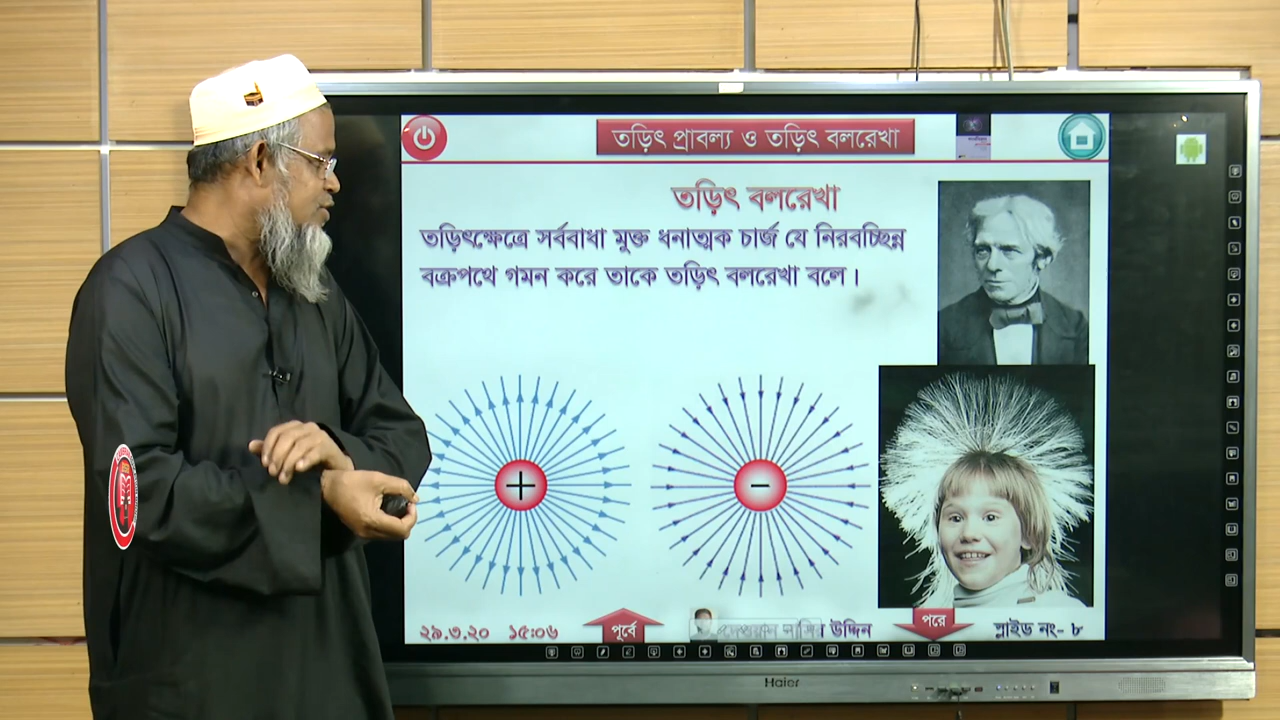 তড়িৎ প্রাবল্য ও তড়িৎ বলরেখা
তড়িৎ বলরেখা
তড়িৎক্ষেত্রে সর্ববাধা মুক্ত ধনাত্মক চার্জ যে নিরবচ্ছিন্ন
বক্রপথে গমন করে তাকে তড়িৎ বলরেখা বলে।
+
-
২৯.৩.২০ ১৫:০৬
পূর্বে
উদ্দিন
পরে
স্লাইড নং- ৮
Haier